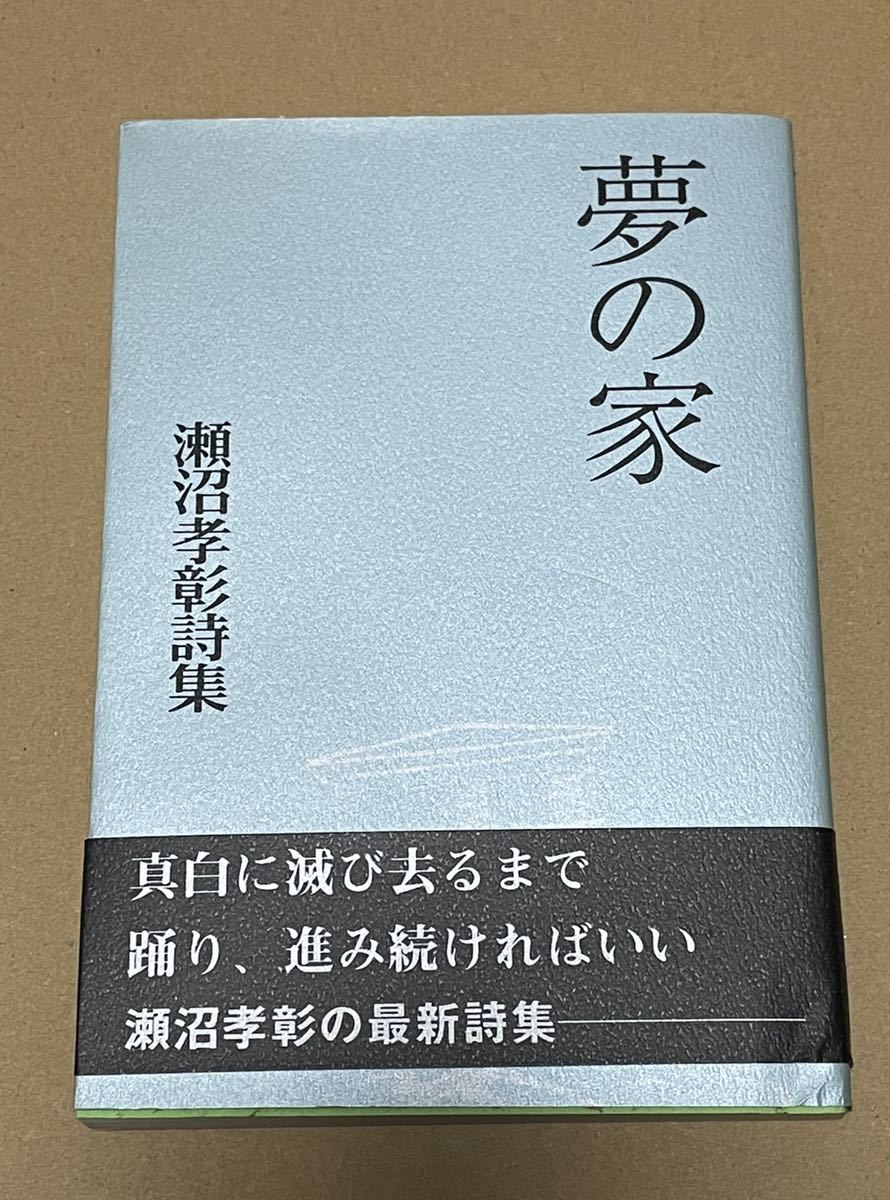 夢の家
瀬沼孝彰詩集
真白に滅び去るまで
踊り、進み続ければいい
瀬沼孝彰の最新詩集────